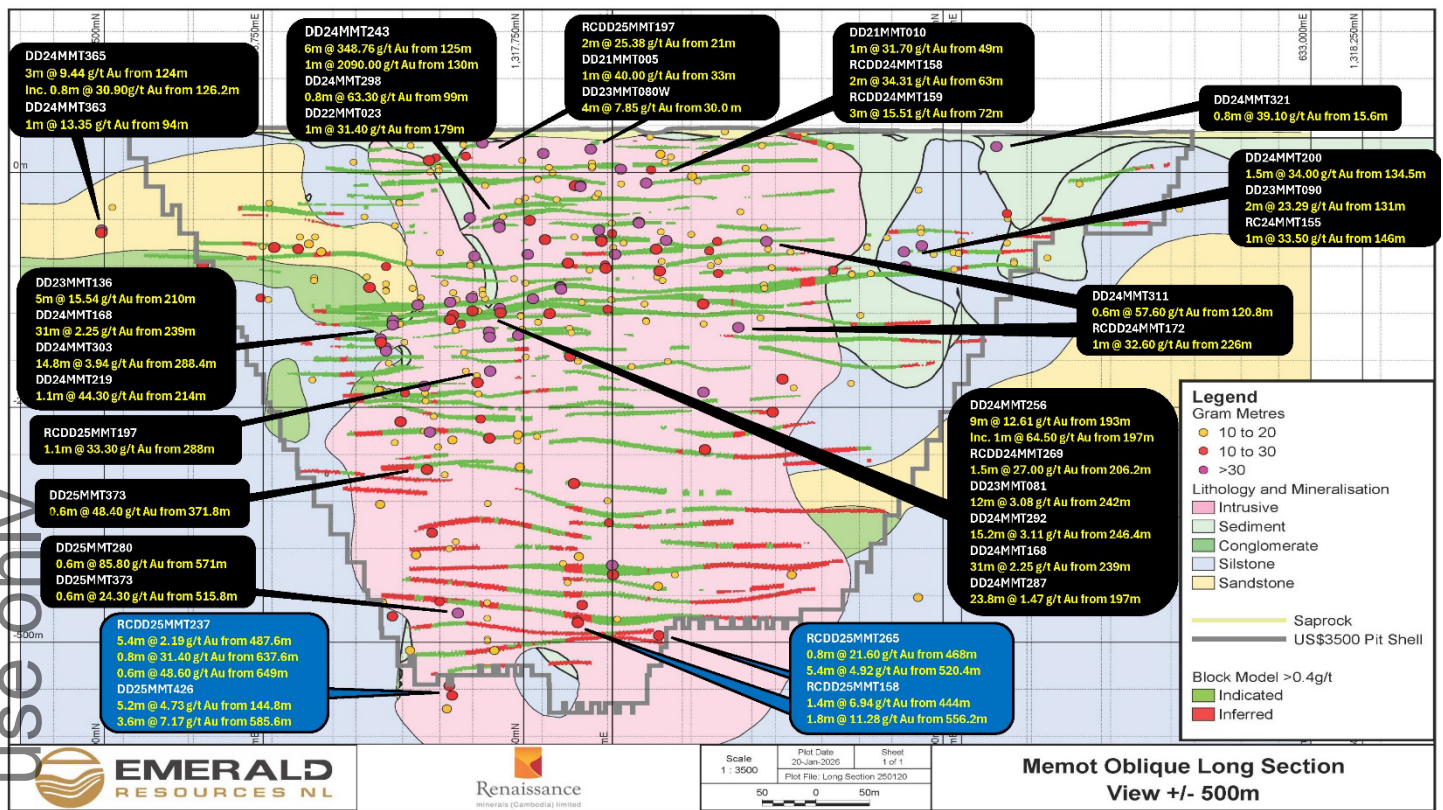 DD24MMT365
3m @ 9.44 g/t Au from 124m
Inc. 0.8m @ 30.90g/t Au from 126.2m
DD24MMT363
1m @ 13.35 g/t Au from 94m
DD24MMT243
6m @ 348.76 g/t Au from 125m
1m @ 2090.00 g/t Au from 130m
DD24MMT298
0.8m @ 63.30 g/t Au from 99m
DD22MMT023
1m @ 31.40 g/t Au from 179m
RCDD25MMT197
2m @ 25.38 g/t Au from 21m
DD21MMT005
1m @ 40.00 g/t Au from 33m
DD23MMT080W
4m @ 7.85 g/t Au from 30.0 m
DD21MMT010
1m @ 31.70 g/t Au from 49m
RCDD24MMT158
2m @ 34.31 g/t Au from 63m
RCDD24MMT159
3m @ 15.51 g/t Au from 72m
DD24MMT321
0.8m @ 39.10 g/t Au from 15.6m
DD24MMT200
1.5m @ 34.00 g/t Au from 134.5m
DD23MMT090
2m @ 23.29 g/t Au from 131m
RC24MMT155
1m @ 33.50 g/t Au from 146m
1,317,750mN
633,000mE
1,318,250mN
0m
DD23MMT136
5m @ 15.54 g/t Au from 210m
DD24MMT168
31m @ 2.25 g/t Au from 239m
DD24MMT303
14.8m @ 3.94 g/t Au from 288.4m
DD24MMT219
1.1m @ 44.30 g/t Au from 214m
DD24MMT311
0.6m @ 57.60 g/t Au from 120.8m
RCDD24MMT172
1m @ 32.60 g/t Au from 226m
RCDD25MMT197
1.1m @ 33.30 g/t Au from 288m
DD24MMT256
9m @ 12.61 g/t Au from 193m
Inc. 1m @ 64.50 g/t Au from 197m
RCDD24MMT269
1.5m @ 27.00 g/t Au from 206.2m
DD23MMT081
12m @ 3.08 g/t Au from 242m
DD24MMT292
15.2m @ 3.11 g/t Au from 246.4m
DD24MMT168
31m @ 2.25 g/t Au from 239m
DD24MMT287
23.8m @ 1.47 g/t Au from 197m
DD25MMT373
0.6m @ 48.40 g/t Au from 371.8m
DD25MMT280
0.6m @ 85.80 g/t Au from 571m
DD25MMT373
0.6m @ 24.30 g/t Au from 515.8m
-500m
RCDD25MMT237
5.4m @ 2.19 g/t Au from 487.6m
0.8m @ 31.40 g/t Au from 637.6m
0.6m @ 48.60 g/t Au from 649m
DD25MMT426
5.2m @ 4.73 g/t Au from 144.8m
3.6m @ 7.17 g/t Au from 585.6m
RCDD25MMT265
0.8m @ 21.60 g/t Au from 468m
5.4m @ 4.92 g/t Au from 520.4m
RCDD25MMT158
1.4m @ 6.94 g/t Au from 444m
1.8m @ 11.28 g/t Au from 556.2m
Legend
Gram Metres
10 to 20
10 to 30
>30
Lithology and Mineralisation
Intrusive
Sediment
Conglomerate
Silstone
Sandstone
Saprock
US$3500 Pit Shell
Block Model >0.4g/t
Indicated
Inferred
use only
EMERALD
RESOURCES NL
Renaissance
minerals (Cambodia) limited
Scale
1 : 3500
Plot Date
20-Jan-2026
Sheet
1 of 1
Plot File: Long Section 250120
50 0 50m
Memot Oblique Long Section
View +/- 500m